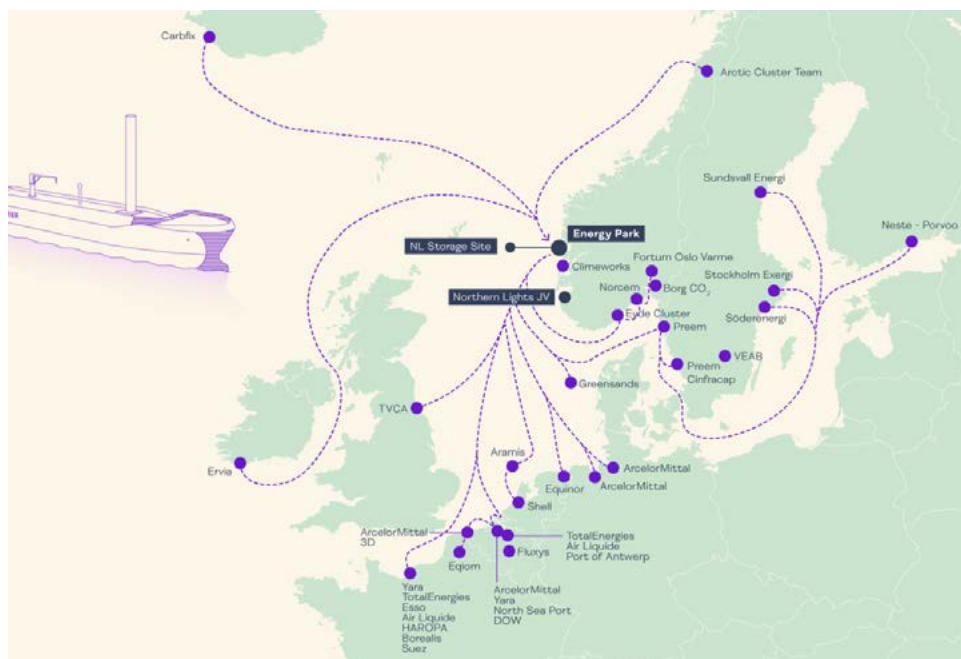 Carbfix
Arctic Cluster Team
Sundsvall Energi
Neste - Porvoo
Energy Park
NL Storage Site
Fortum Oslo Varme
Climeworks
Stockholm Exergi
Norcem
Borg CO₂
Northern Lights JV
Eyde Cluster
Söderenergi
Preem
VEAB
Preem
Cinfracap
Greensands
TVCA
Aramis
Ervia
ArcelorMittal
Equinor
ArcelorMittal
Shell
ArcelorMittal
3D
TotalEnergies
Air Liquide
Port of Antwerp
Eqiom
Fluxys
Yara
TotalEnergies
Esso
Air Liquide
HAROPA
Borealis
Suez
ArcelorMittal
Yara
North Sea Port
DOW